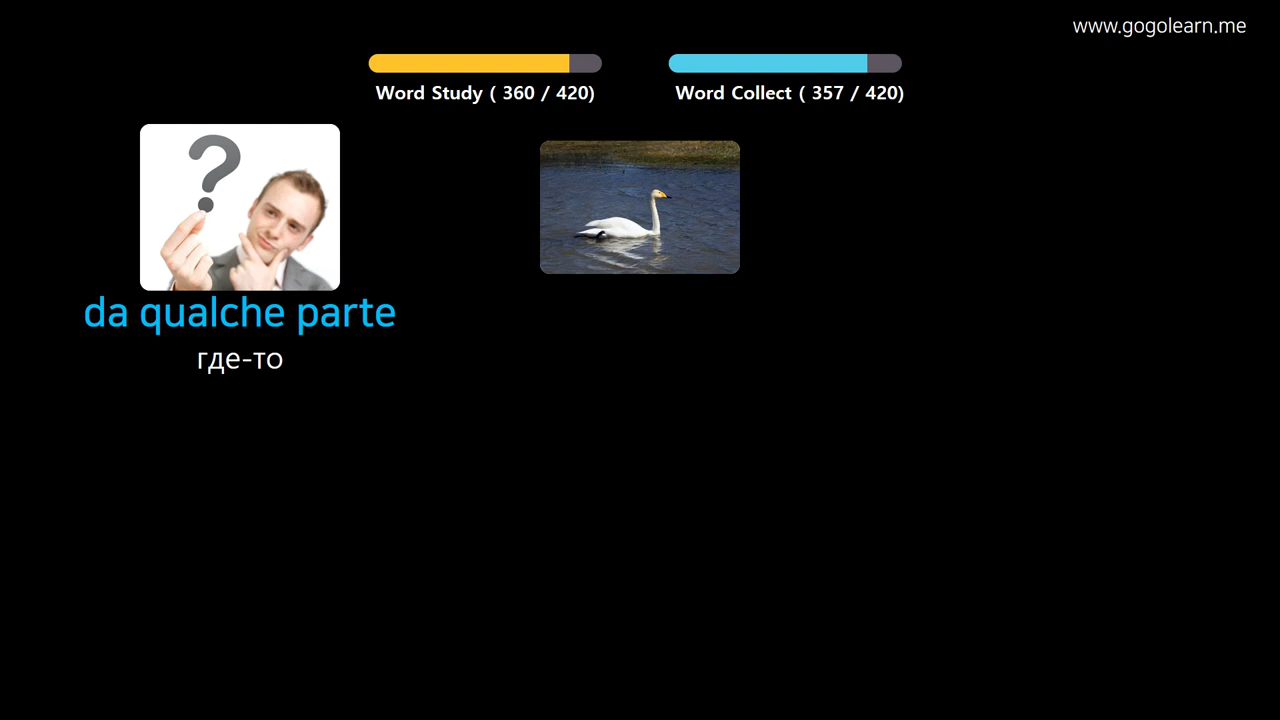 www.gogolearn.me
Word Study ( 360 / 420)
Word Collect ( 357 / 420)
da qualche parte
где-то